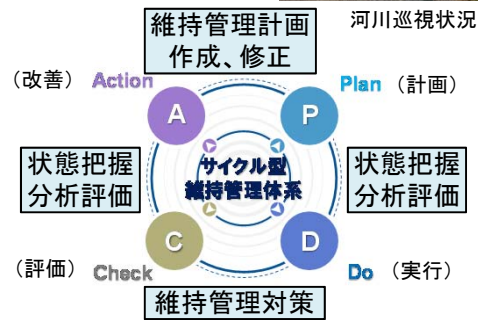 維持管理計画
作成、修正
河川巡視状況
（改善） Action
Plan （計画）
A
P
状態把握
分析評価
サイクル型
維持管理体系
状態把握
分析評価
C
D
（評価） Check
Do （実行）
維持管理対策